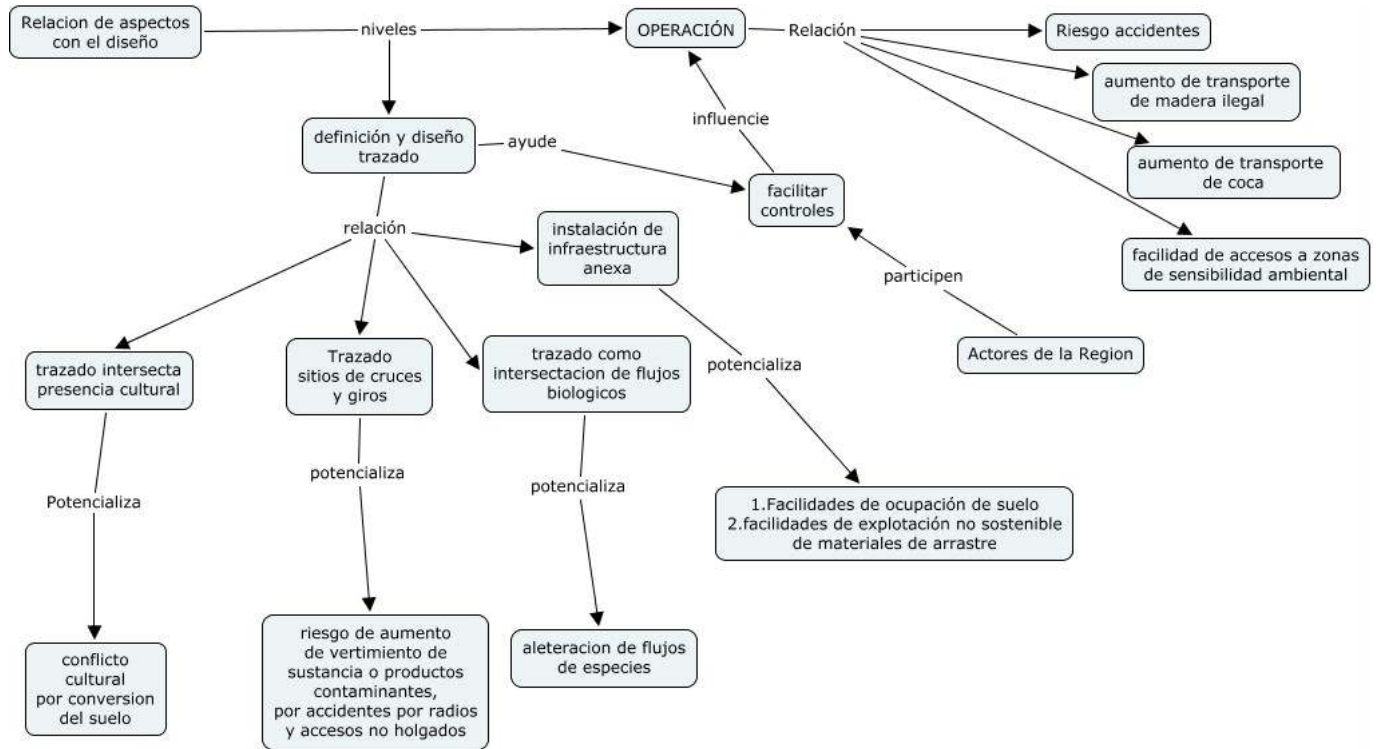 Relacion de aspectos
con el diseño
niveles
OPERACIÓN
Relación
Riesgo accidentes
aumento de transporte
de madera ilegal
aumento de transporte
de coca
facilidad de accesos a zonas
de sensibilidad ambiental
influencie
definición y diseño
trazado
ayude
facilitar
controles
participen
Actores de la Region
relación
instalación de
infraestructura
anexa
potencializa
1.Facilidades de ocupación de suelo
2.facilidades de explotación no sostenible
de materiales de arrastre
trazado intersecta
presencia cultural
Potencializa
conflicto
cultural
por conversion
del suelo
Trazado
sitios de cruces
y giros
potencializa
riesgo de aumento
de vertimiento de
sustancia o productos
contaminantes,
por accidentes por radios
y accesos no holgados
trazado como
intersectacion de flujos
biologicos
potencializa
aleteracion de flujos
de especies